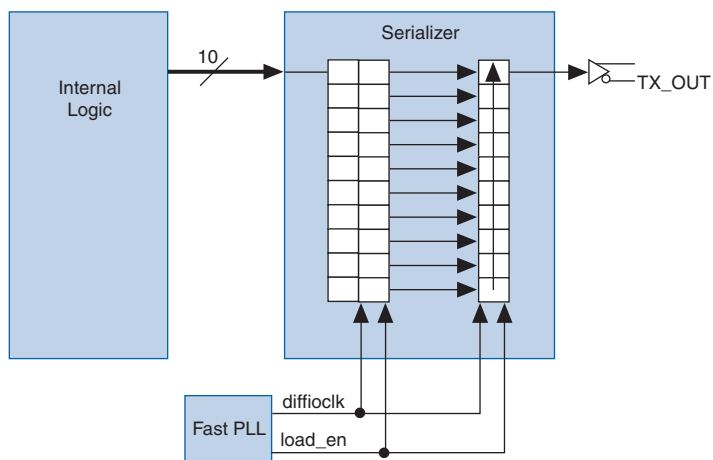 Serializer
10
Internal
Logic
TX_OUT
diffioclk
Fast PLL
load_en